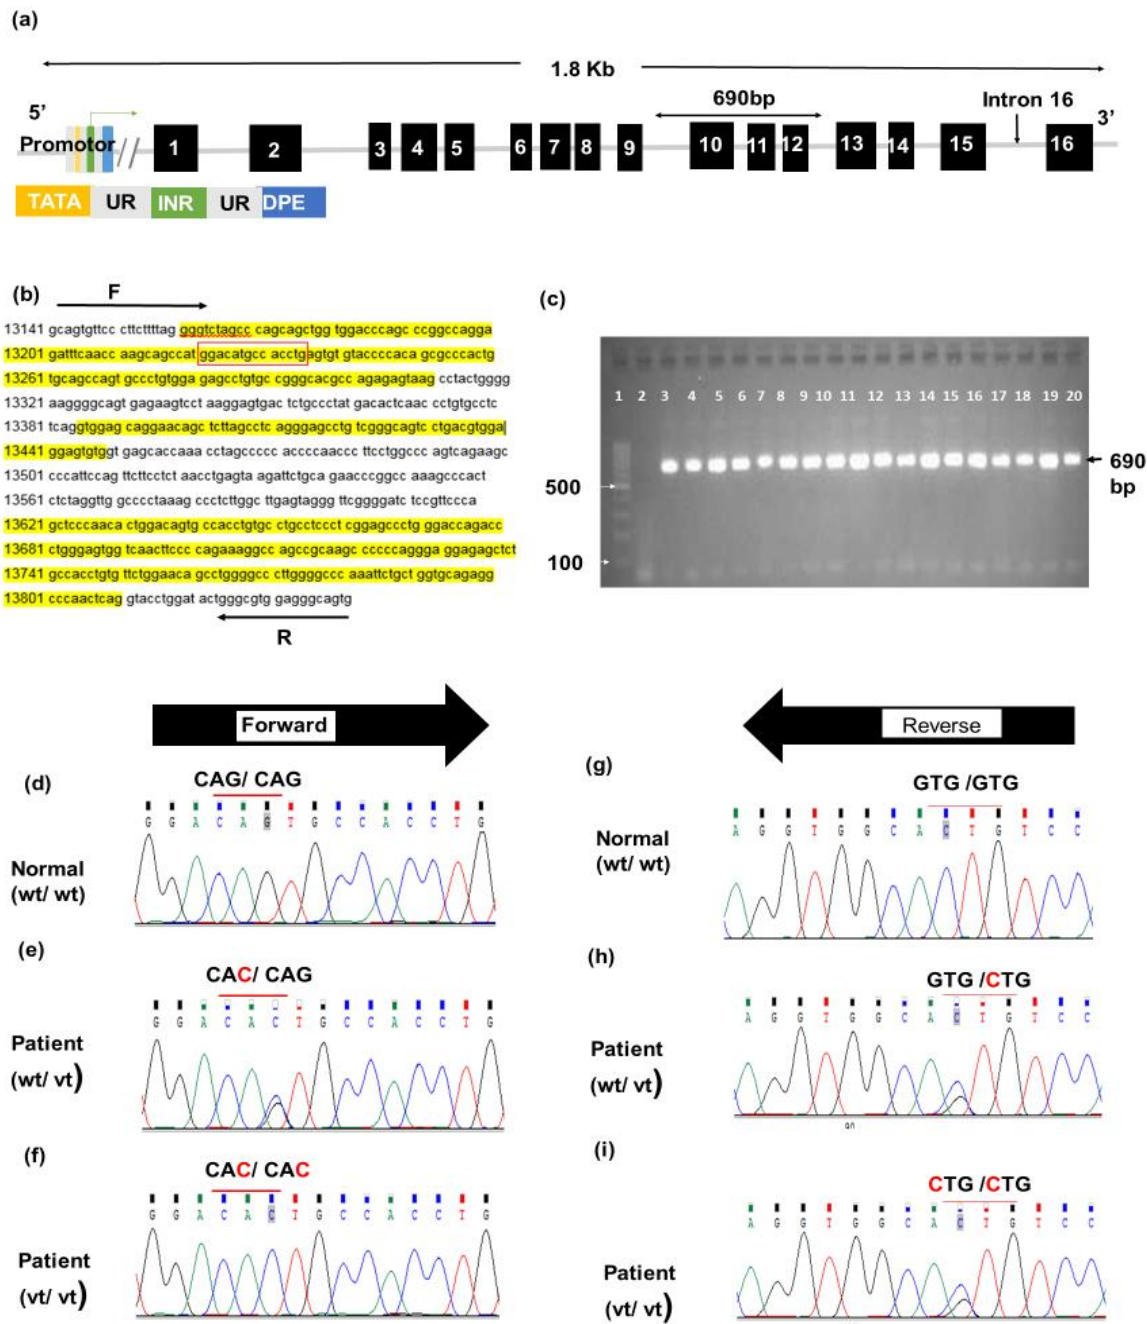 (a)
1.8 Kb
5’
690bp
Intron 16
3’
Promotor
1 2 3 4 5 6 7 8 9 10 11 12 13 14 15 16
TATA UR INR UR DPE
(b)
F
13141 gcagtgttcc cttcttttag gggtctagcc cagcagctgg tggacccagc ccggccagga
13201 gatttcaacc aagcagccat ggacatgcc acctgagtgt gtaccccaca gcgcccactg
13261 tgcagccagt gccctgtgga gagcctgtgc cgggcacgcc agagagtaag cctactgggg
13321 aaggggcagt gagaagtcct aaggagtgac tctgccctat gacactcaac cctgtgcctc
13381 tcaggtggag caggaacagc tcttagcctc agggagcctg tcgggcagtc ctgacgtgga
13441 ggagtgtggt gagcaccaaa cctagccccc accccaaccc ttcctggccc agtcagaagc
13501 cccattccag ttcttcctct aacctgagta agattctgca gaacccggcc aaagcccact
13561 ctctaggttg gcccctaaag ccctcttggc ttgagtaggg ttcggggatc tccgttccca
13621 gctcccaaca ctggacagtg ccacctgtgc ctgcctccct cggagccctg ggaccagacc
13681 ctgggagtgg tcaacttccc cagaaaggcc agccgcaagc cccccaggga ggagagctct
13741 gccacctgtg ttctggaaca gcctggggcc cttggggccc aaattctgct ggtgcagagg
13801 cccaactcag gtacctggat actgggcgtg gagggcagtg
R
(c)
1 2 3 4 5 6 7 8 9 10 11 12 13 14 15 16 17 18 19 20
500
100
690
bp
Forward
Reverse
(d)
CAG/ CAG
G G A C A G T G C C A C C T G
Normal
(wt/ wt)
(e)
CAC/ CAG
G G A C A C T G C C A C C T G
Patient
(wt/ vt)
(f)
CAC/ CAC
G G A C A C T G C C A C C T G
Patient
(vt/ vt)
(g)
GTG /GTG
A G G T G G C A C T G T C C
Normal
(wt/ wt)
(h)
GTG /CTG
A G G T G G C A C T G T C C
Patient
(wt/ vt)
(i)
CTG /CTG
A G G T G G C A C T G T C C
Patient
(vt/ vt)